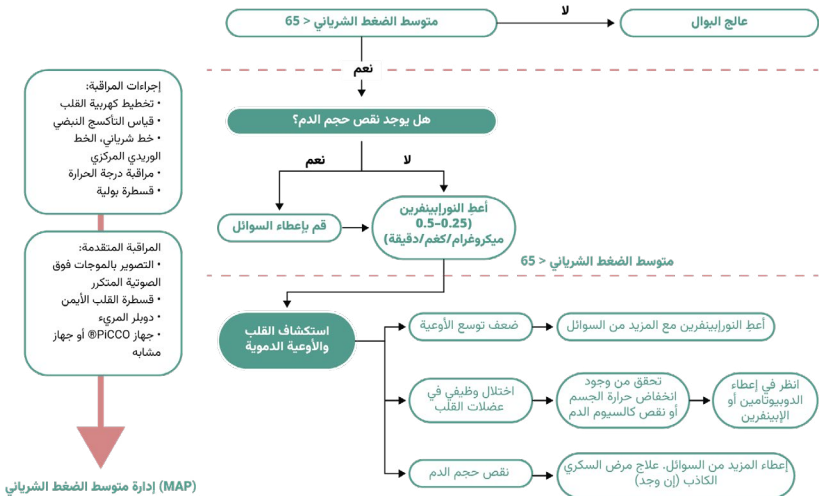 متوسط الضغط الشرياني < 65
لا
عالج البوال
نعم
هل يوجد نقص حجم الدم؟
نعم
لا
قم بإعطاء السوائل
أعطِ النورإبينفرين
(0.25–0.5
ميكروغرام/كغم/دقيقة)
متوسط الضغط الشرياني < 65
استكشاف القلب
والأوعية الدموية
ضعف توسع الأوعية
أعطِ النورإبينفرين مع المزيد من السوائل
اختلال وظيفي في
عضلات القلب
تحقق من وجود
انخفاض حرارة الجسم
أو نقص كالسيوم الدم
انظر في إعطاء
الدوبيوتامين أو
الإبينفرين
نقص حجم الدم
إعطاء المزيد من السوائل. علاج مرض السكري
الكاذب (إن وجد)
إجراءات المراقبة:
• تخطيط كهربية القلب
• قياس التأكسج النبضي
• خط شرياني، الخط
الوريدي المركزي
• مراقبة درجة الحرارة
• قسطرة بولية
المراقبة المتقدمة:
• التصوير بالموجات فوق
الصوتية المتكرر
• قسطرة القلب الأيمن
• دوبلر المريء
• جهاز PiCCO® أو جهاز
مشابه
إدارة متوسط الضغط الشرياني (MAP)